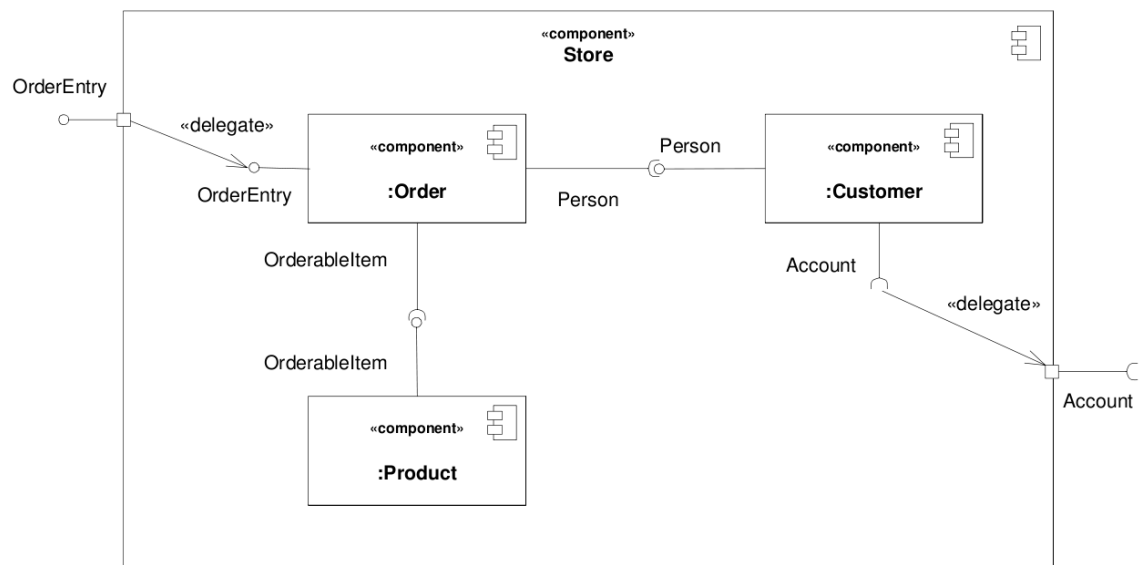 «component»
Store
OrderEntry
«delegate»
OrderEntry
«component»
:Order
Person
Person
«component»
:Customer
OrderableItem
OrderableItem
Account
«delegate»
Account
«component»
:Product